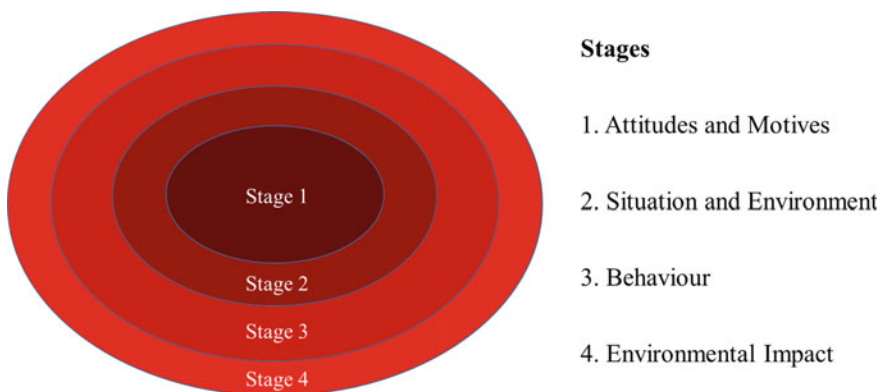 Stages
1. Attitudes and Motives
2. Situation and Environment
3. Behaviour
4. Environmental Impact
Stage 1
Stage 2
Stage 3
Stage 4